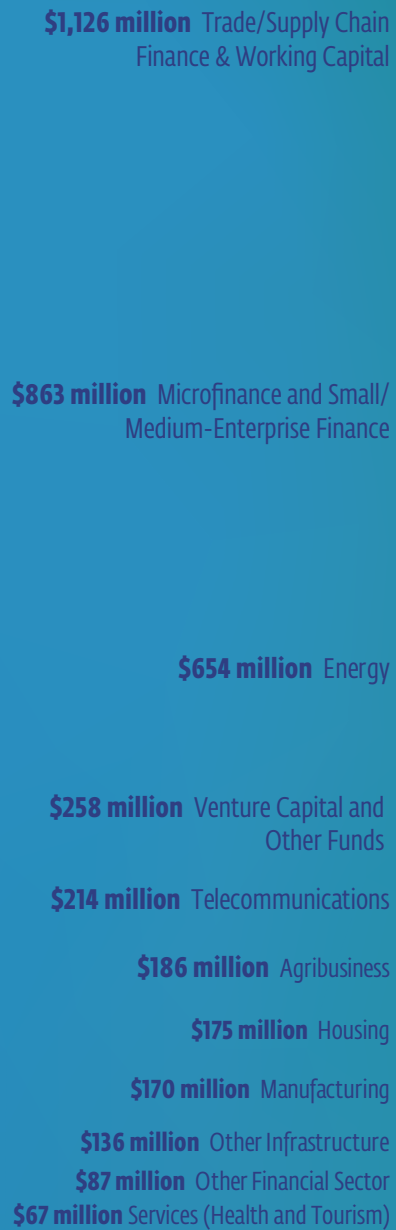 $1,126 million Trade/Supply Chain
Finance & Working Capital
$863 million Microfinance and Small/
Medium-Enterprise Finance
$654 million Energy
$258 million Venture Capital and
Other Funds
$214 million Telecommunications
$186 million Agribusiness
$175 million Housing
$170 million Manufacturing
$136 million Other Infrastructure
$87 million Other Financial Sector
$67 million Services (Health and Tourism)